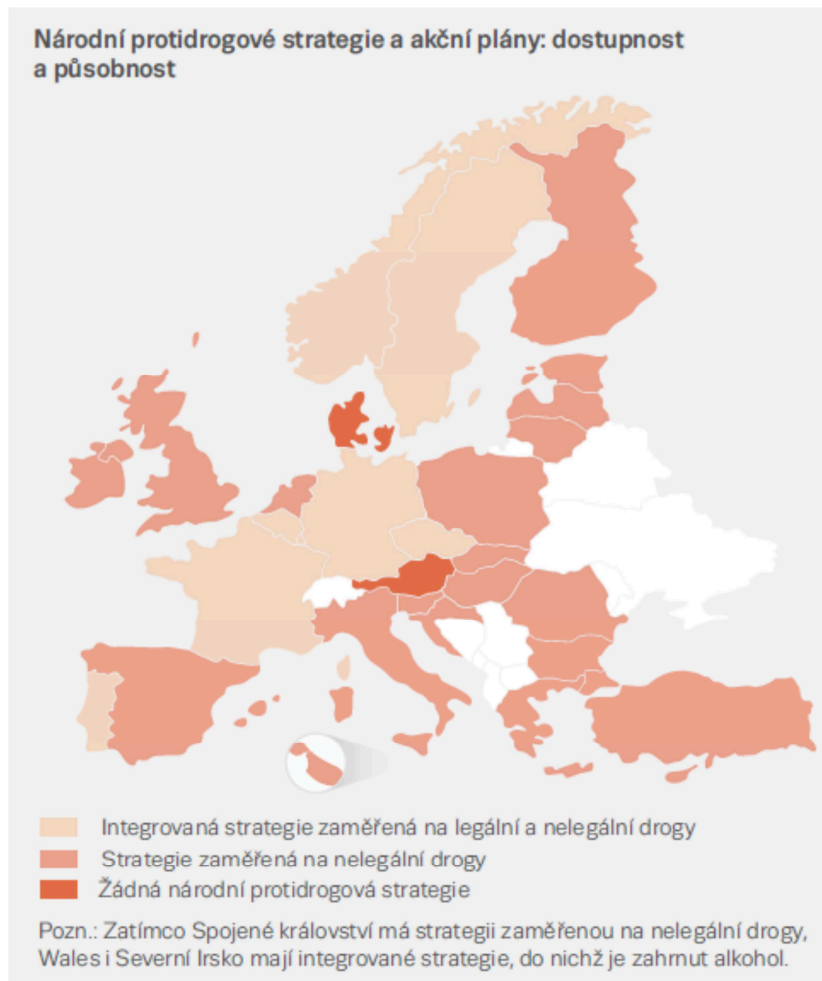 Národní protidrogové strategie a akční plány: dostupnost
a působnost
Integrovaná strategie zaměřená na legální a nelegální drogy
Strategie zaměřená na nelegální drogy
Žádná národní protidrogová strategie
Pozn.: Zatímco Spojené království má strategii zaměřenou na nelegální drogy,
Wales i Severní Irsko mají integrované strategie, do nichž je zahrnut alkohol.